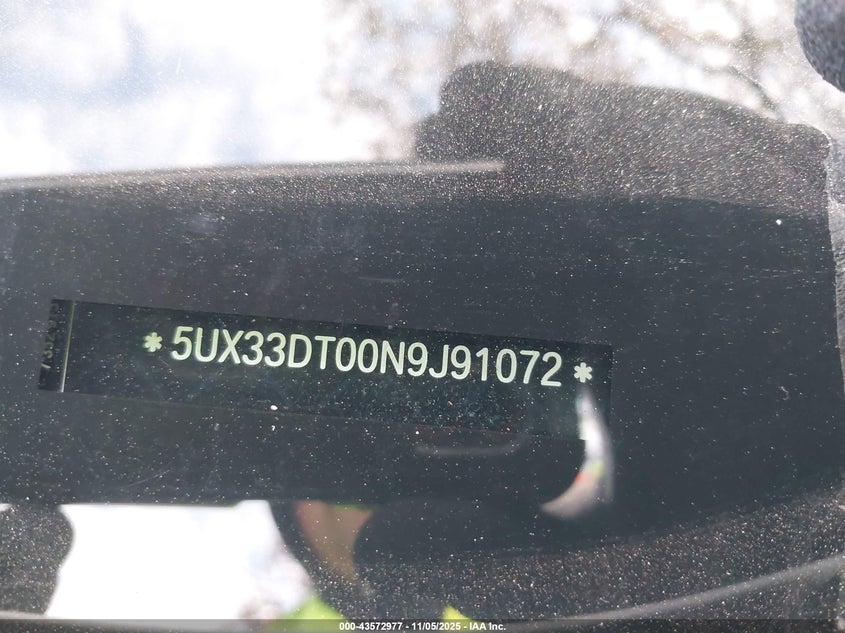 *5UX33DT00N9J91072*
000-43572977 - 11/05/2025 - IAA Inc.